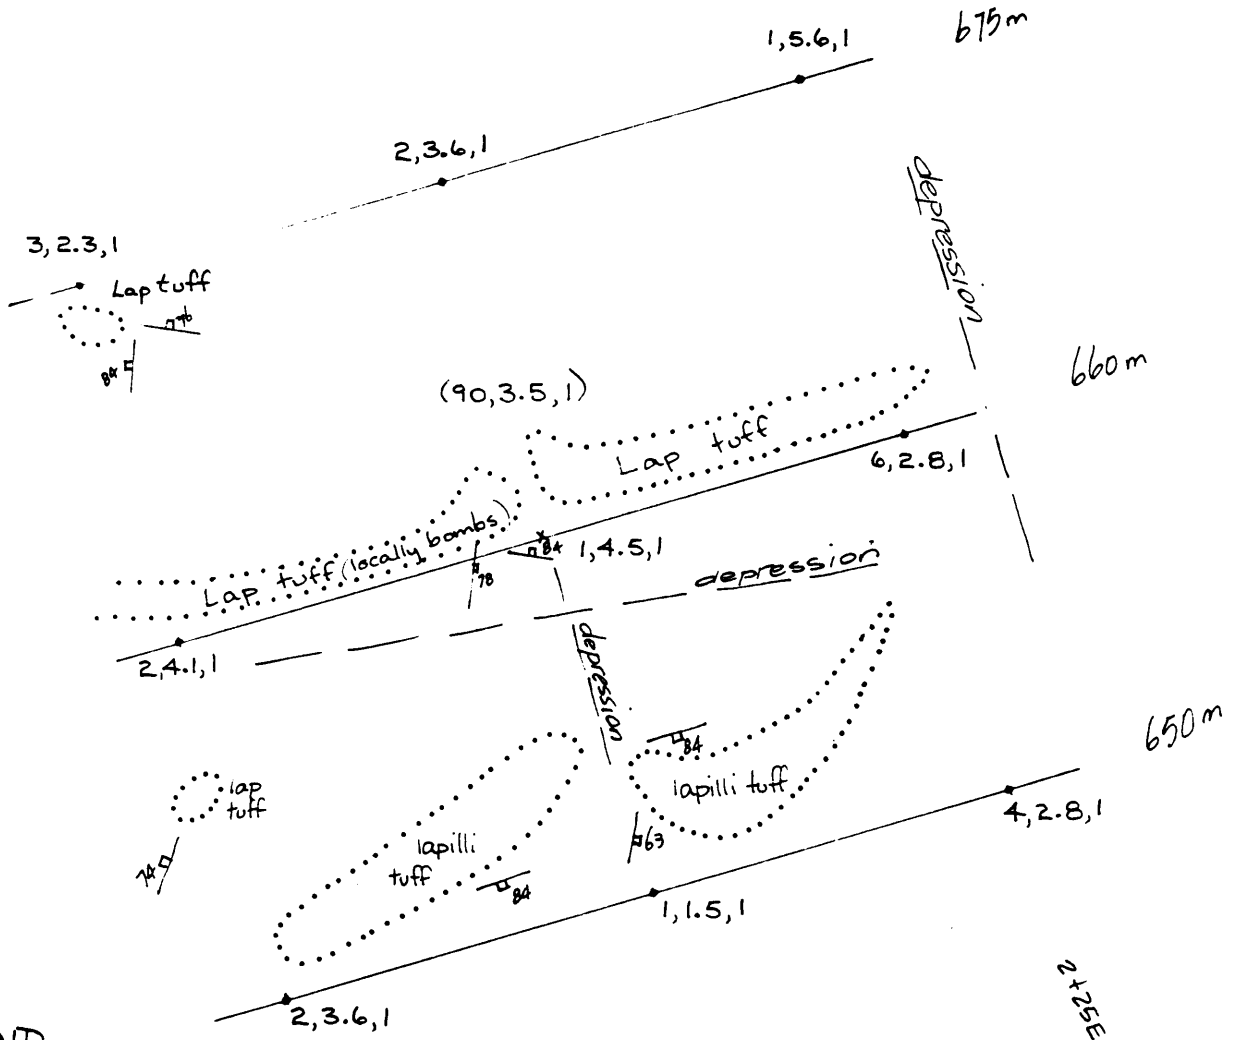 675m
1,5.6,1
2,3.6,1
depression
3,2.3,1
Lap tuff
76
84
660m
(90,3.5,1)
Lap tuff
6,2.8,1
Lap tuff (locally bombs)
84
1,4.5,1
78
depression
2,4.1,1
depression
650m
84
lapilli tuff
lap
tuff
4,2.8,1
63
lapilli
tuff
74
84
1,1.5,1
2+25E
2,3.6,1